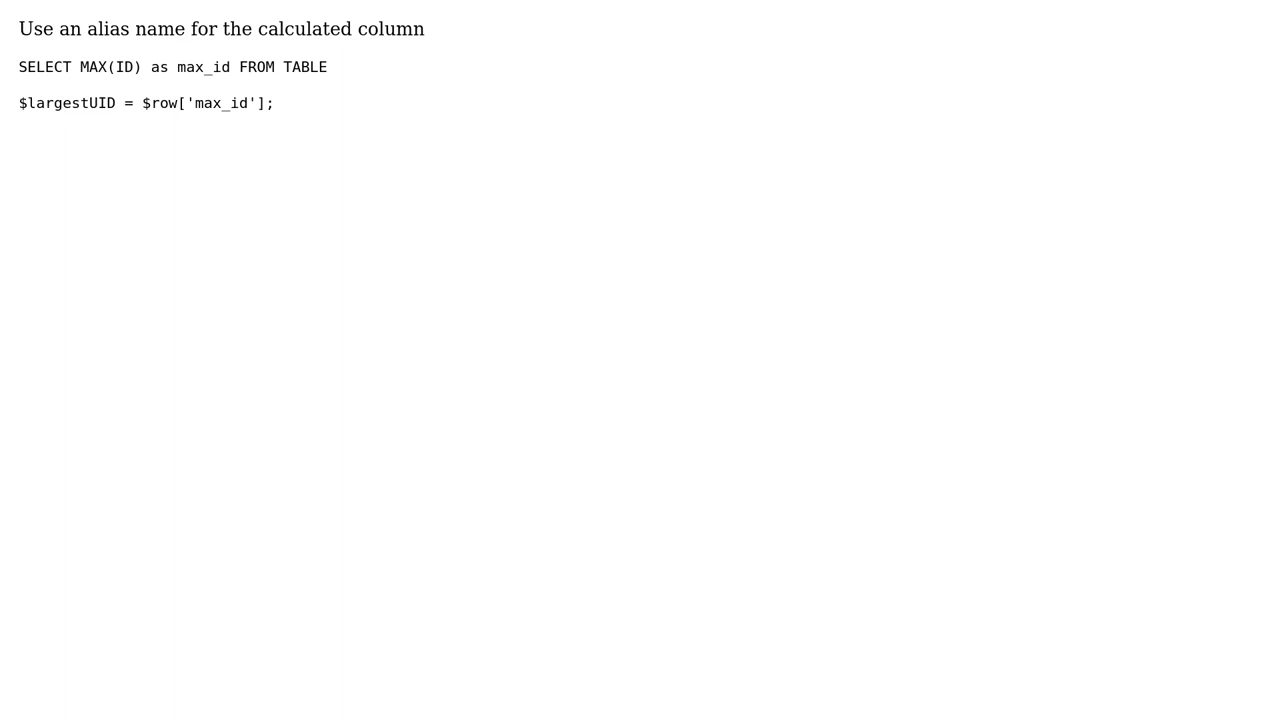 Use an alias name for the calculated column
SELECT MAX(ID) as max_id FROM TABLE
$largestUID = $row['max_id'];